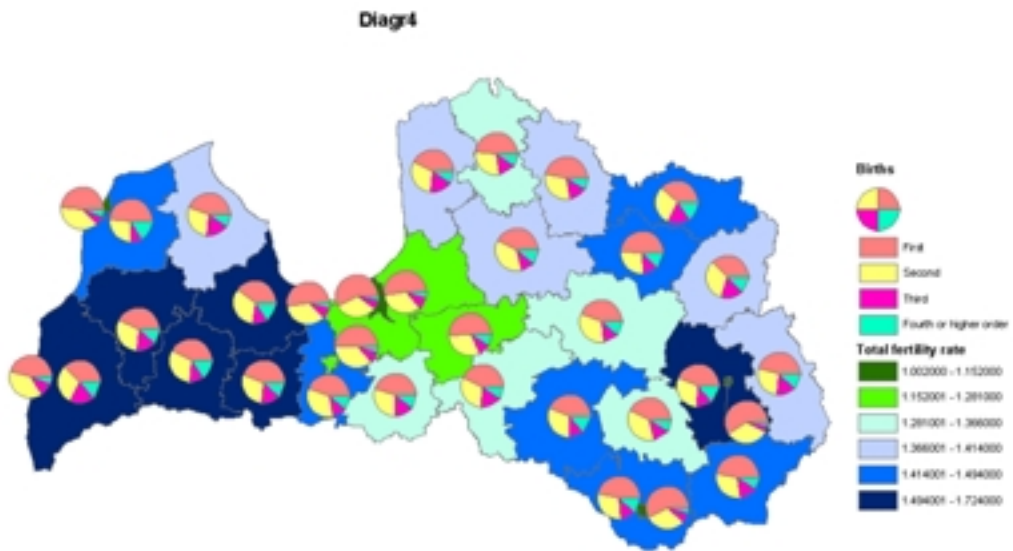 Diagr4
Births
First
Second
Third
Fourth or higher order
Total fertility rate
1.002000 - 1.152000
1.152001 - 1.281000
1.281001 - 1.366000
1.366001 - 1.414000
1.414001 - 1.494000
1.494001 - 1.724000